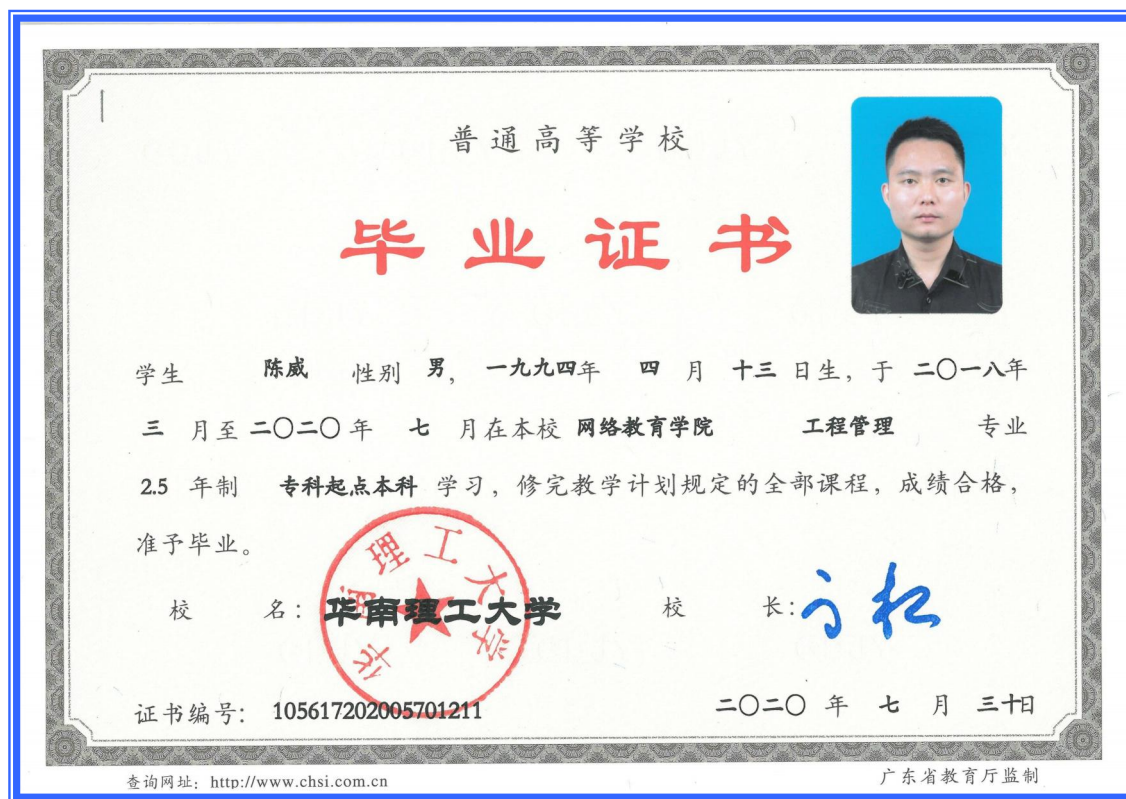 普通高等学校
毕业证书
学生 陈威 性别 男，一九九四年 四 月 十三 日生，于 二〇一八年
三 月至 二〇二〇 年 七 月在本校 网络教育学院 工程管理 专业
2.5 年制 专科起点本科 学习，修完教学计划规定的全部课程，成绩合格，
准予毕业。
华南理工大学
校 名：华南理工大学 校 长：
证书编号：105617202005701211 二〇二〇 年 七 月 三十日
查询网址：http://www.chsi.com.cn 广东省教育厅监制